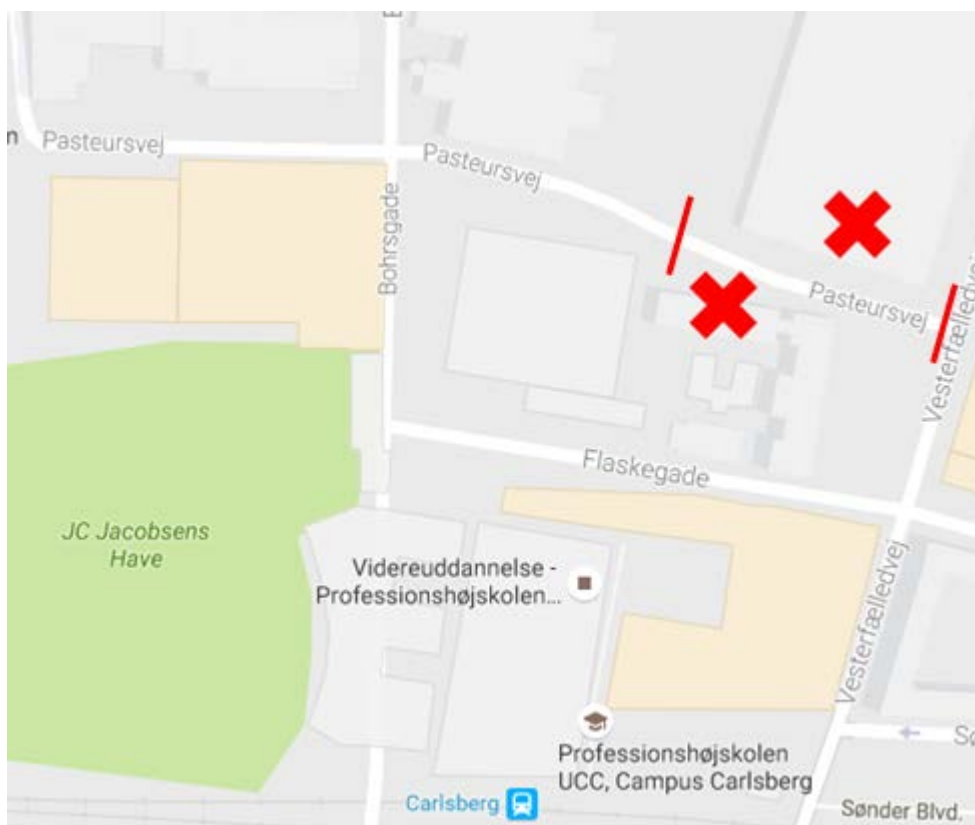 Pasteursvej
Pasteursvej
Bohrsgade
Pasteursvej
Vesterfælledvej
Flaskegade
JC Jacobsens
Have
Videreuddannelse -
Professionshøjskolen...
Vesterfælledvej
Professionshøjskolen
UCC, Campus Carlsberg
Carlsberg
Sønder Blvd.